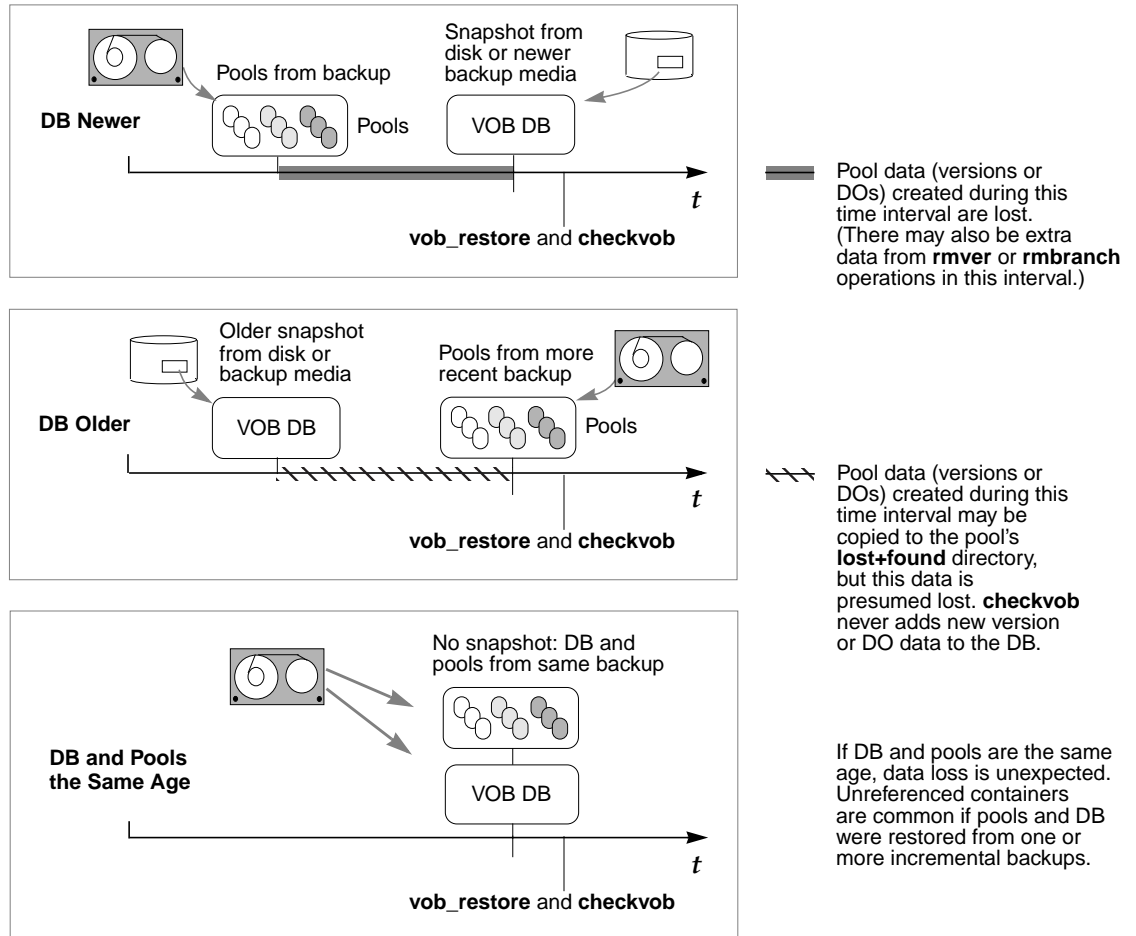 Snapshot from
disk or newer
backup media
Pools from backup
DB Newer
Pools
VOB DB
t
vob_restore and checkvob
Pool data (versions or
DOs) created during this
time interval are lost.
(There may also be extra
data from rmver or rmbranch
operations in this interval.)
Older snapshot
from disk or
backup media
Pools from more
recent backup
DB Older
VOB DB
Pools
t
vob_restore and checkvob
Pool data (versions or
DOs) created during this
time interval may be
copied to the pool's
lost+found directory,
but this data is
presumed lost. checkvob
never adds new version
or DO data to the DB.
No snapshot: DB and
pools from same backup
DB and Pools
the Same Age
VOB DB
t
vob_restore and checkvob
If DB and pools are the same
age, data loss is unexpected.
Unreferenced containers
are common if pools and DB
were restored from one or
more incremental backups.